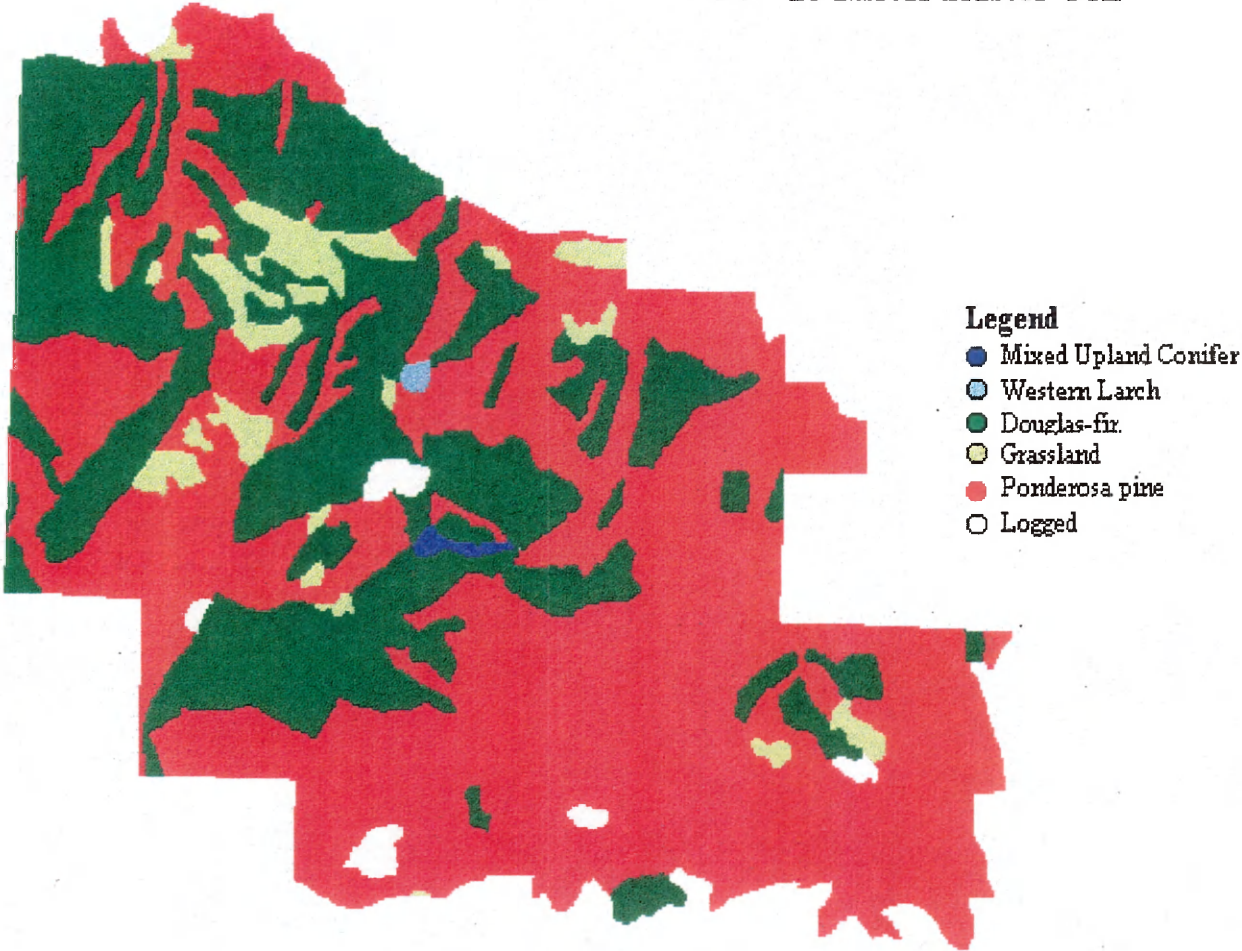 Legend
Mixed Upland Conifer
Western Larch
Douglas-fir.
Grassland
Ponderosa pine
Logged